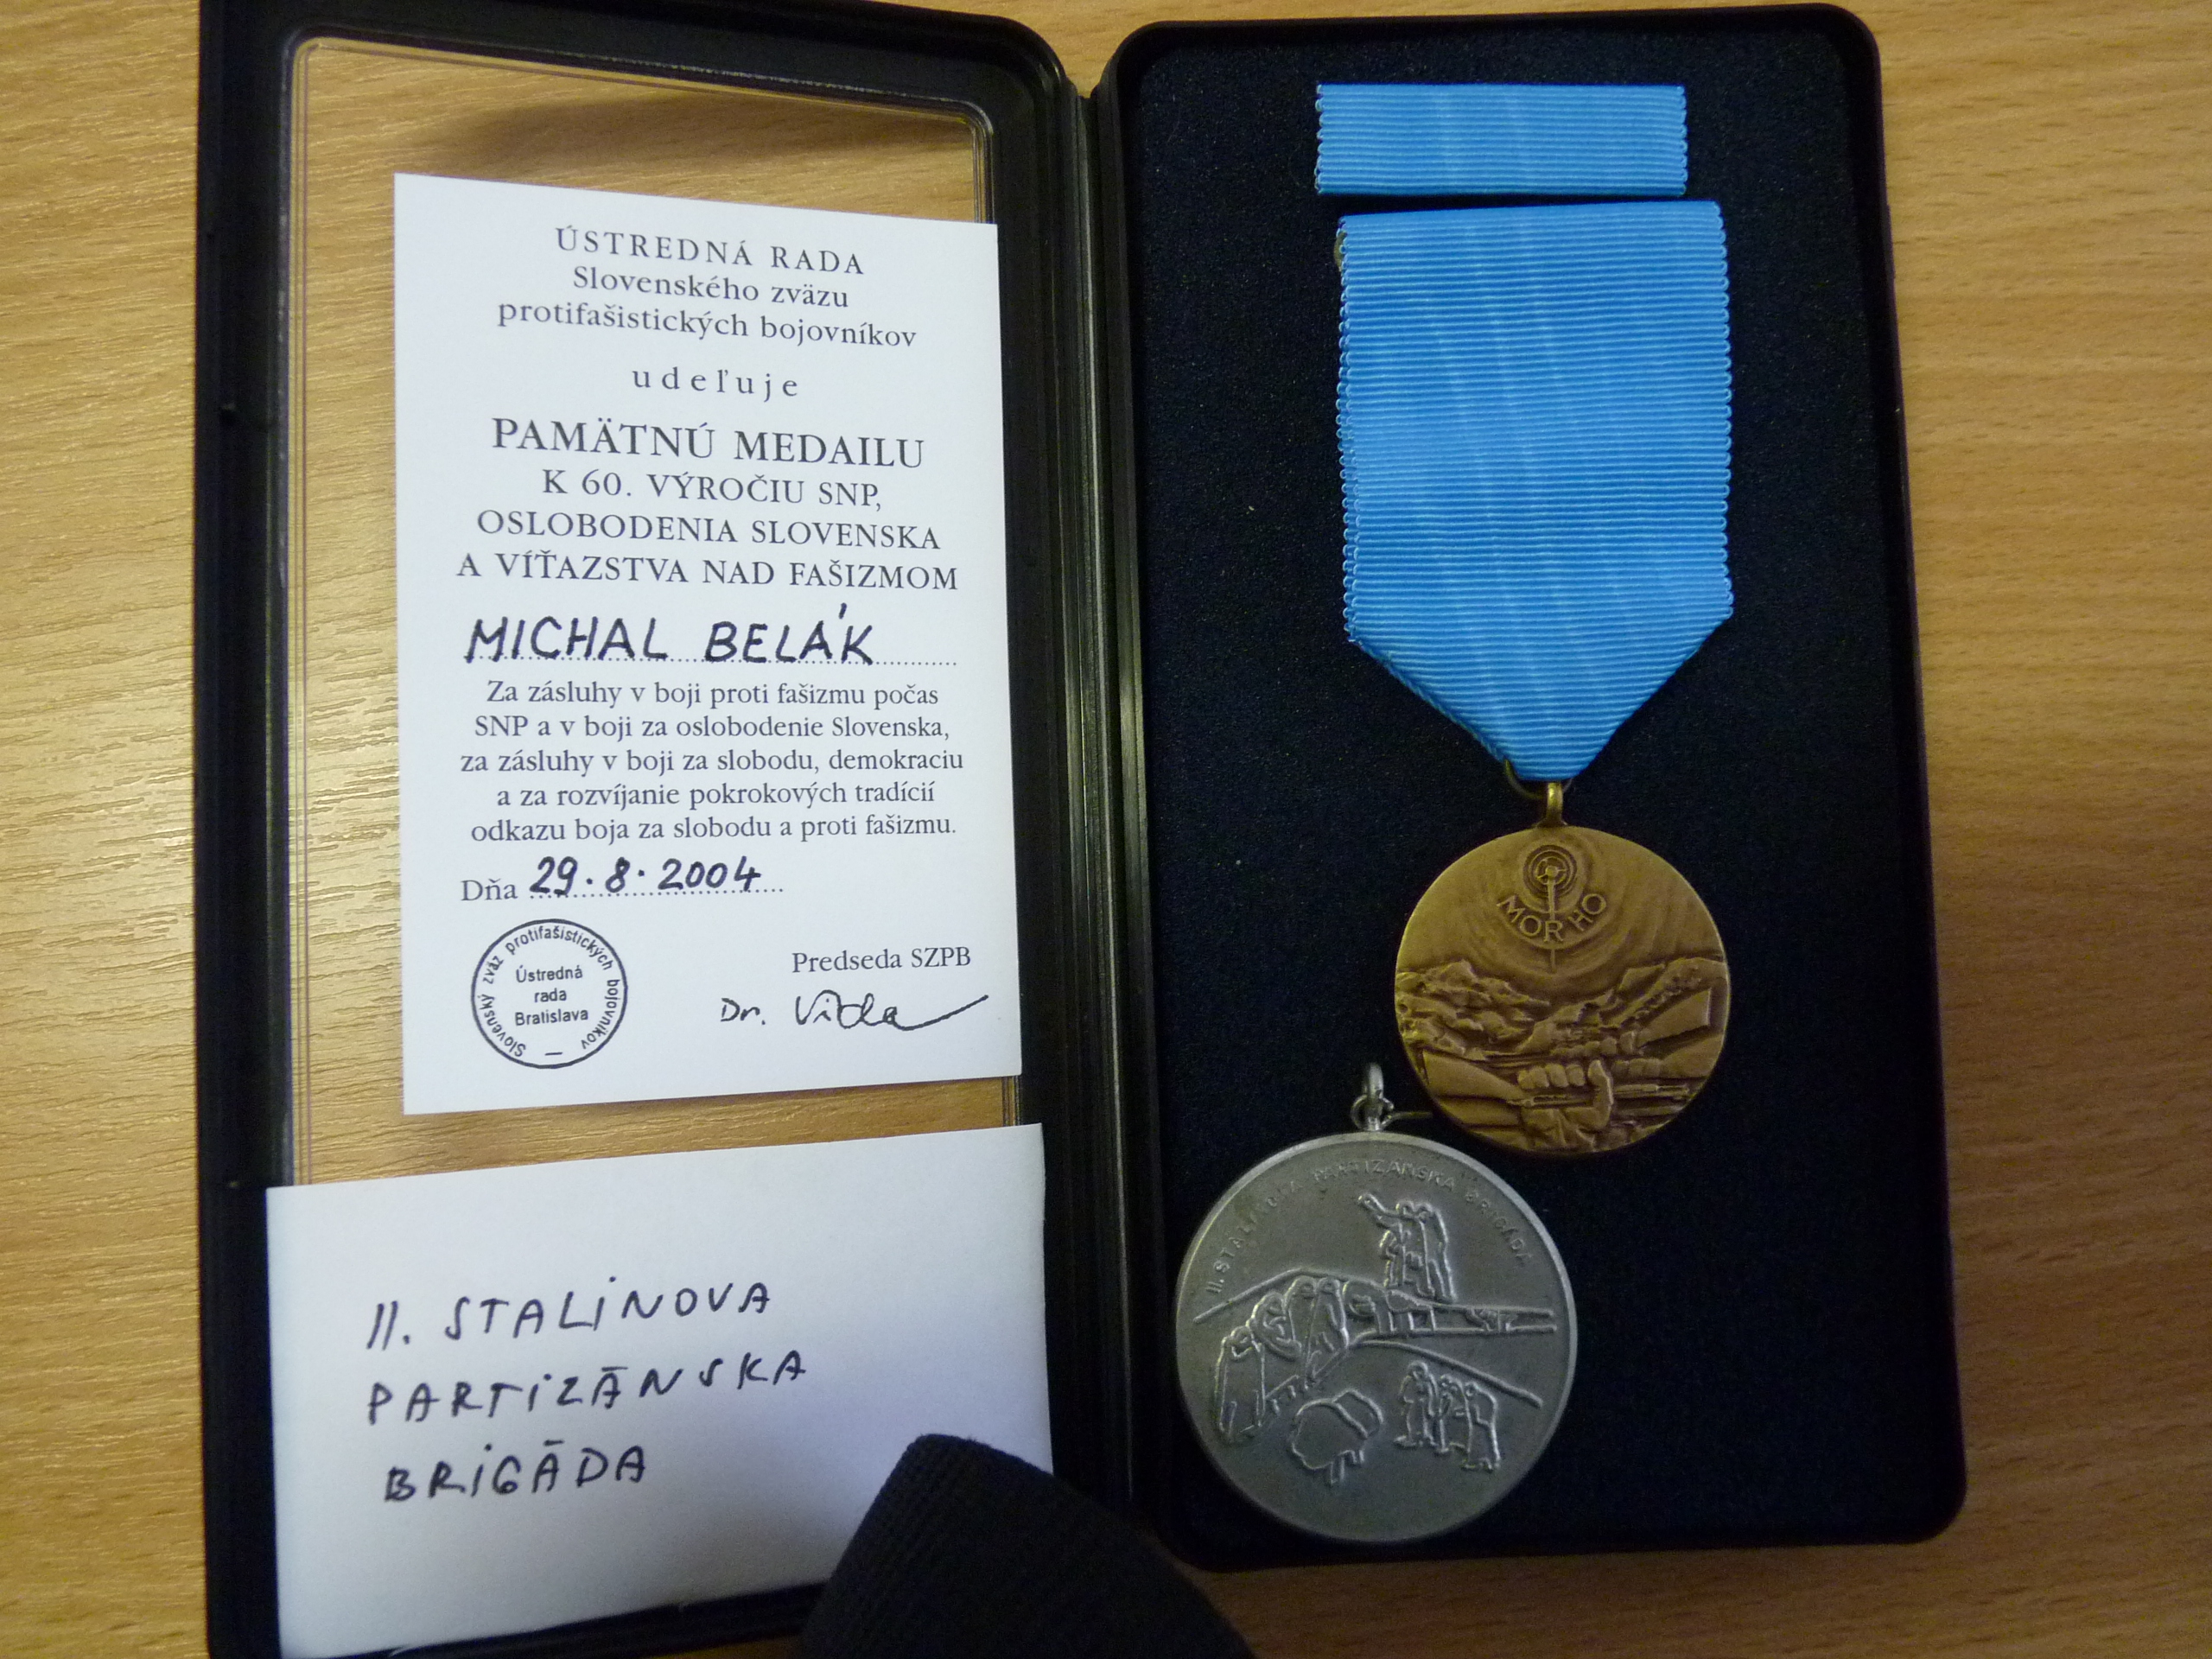 ÚSTREDNÁ RADA
Slovenského zväzu
protifašistických bojovníkov
udeľuje
PAMÄTNÚ MEDAILU
K 60. VÝROČIU SNP,
OSLOBODENIA SLOVENSKA
A VÍŤAZSTVA NAD FAŠIZMOM
MICHAL BELÁK
Za zásluhy v boji proti fašizmu počas
SNP a v boji za oslobodenie Slovenska,
za zásluhy v boji za slobodu, demokraciu
a za rozvíjanie pokrokových tradícií
odkazu boja za slobodu a proti fašizmu.
Dňa 29.8.2004
Slovenský zväz protifašistických bojovníkov
Ústredná
rada
Bratislava
Predseda SZPB
Dr. Vida
II. STALINOVA
PARTIZÁNSKA
BRIGÁDA
MOR HO
II. STALINOVA PARTIZÁNSKA BRIGÁDA